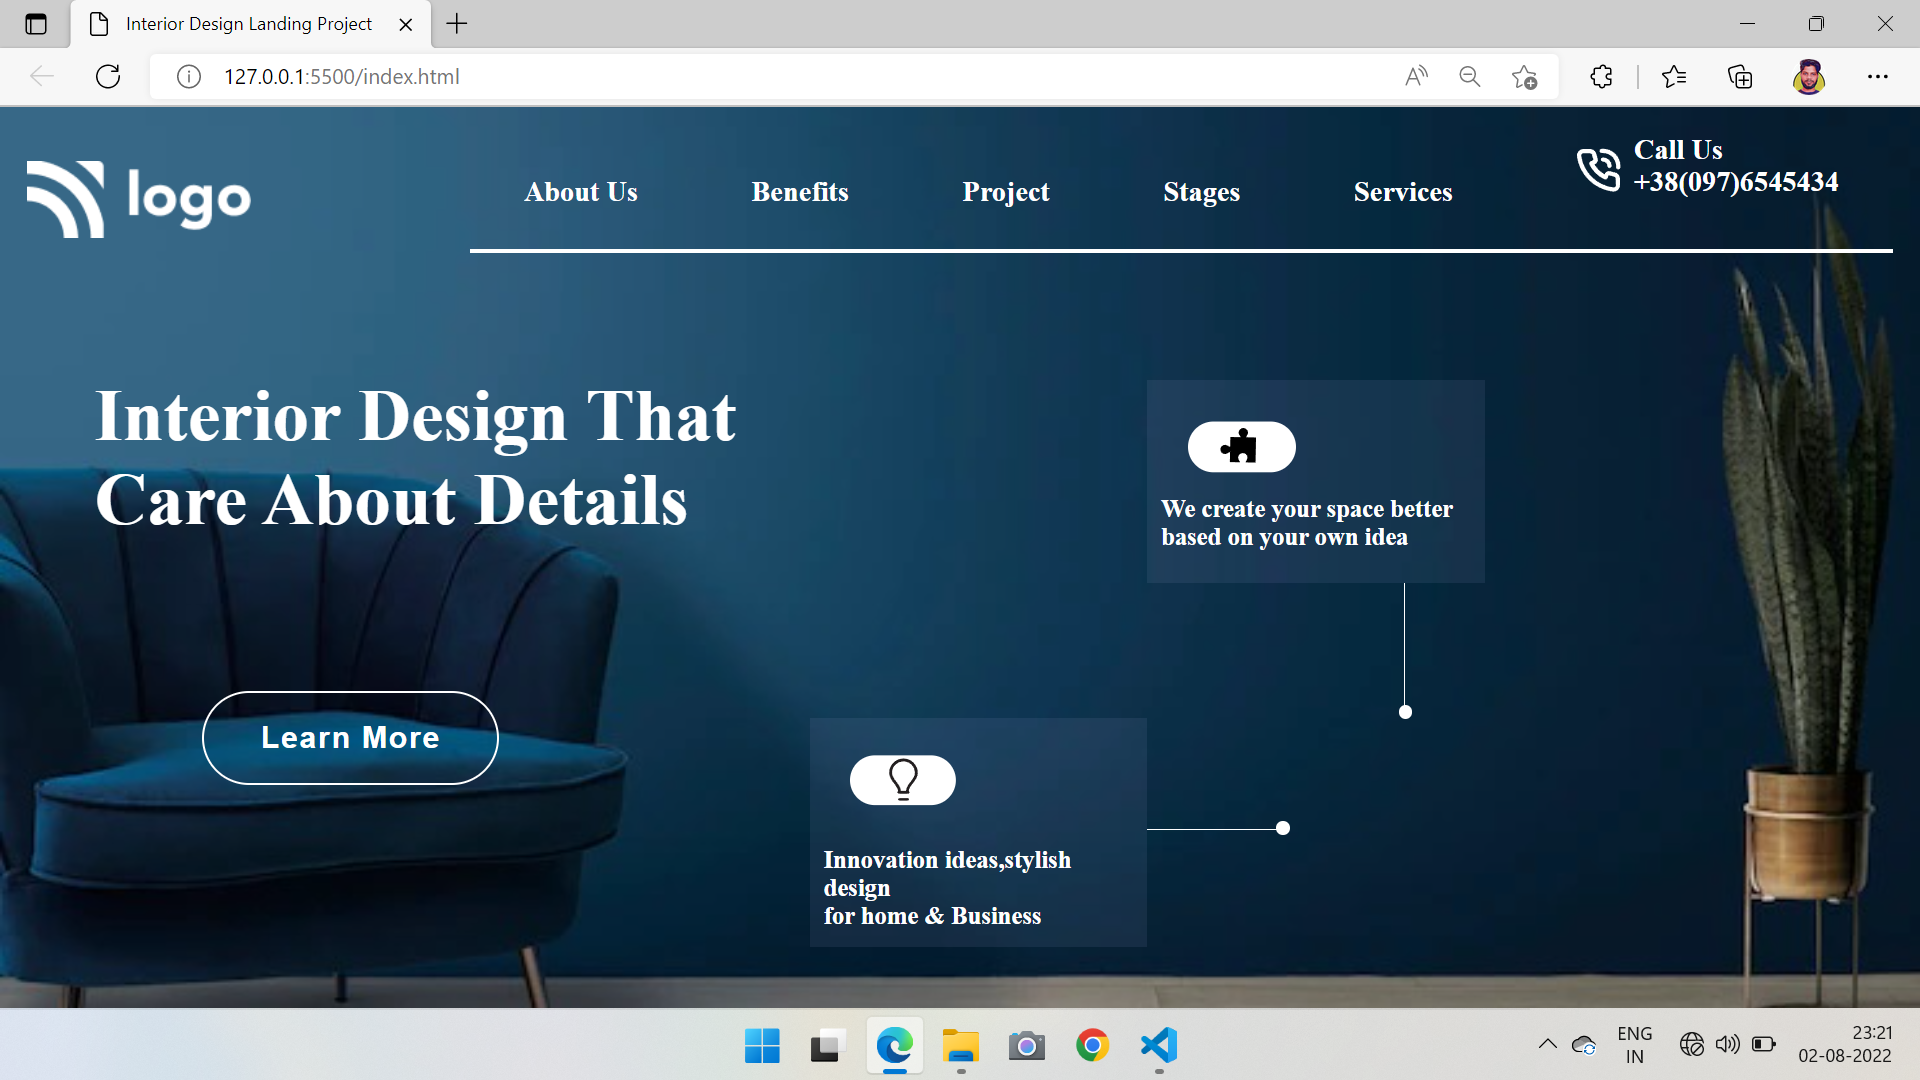 Interior Design Landing Project
127.0.0.1:5500/index.html
logo
About Us
Benefits
Project
Stages
Services
Call Us
+38(097)6545434
Interior Design That
Care About Details
We create your space better
based on your own idea
Learn More
Innovation ideas,stylish
design
for home & Business
ENG
IN
23:21
02-08-2022